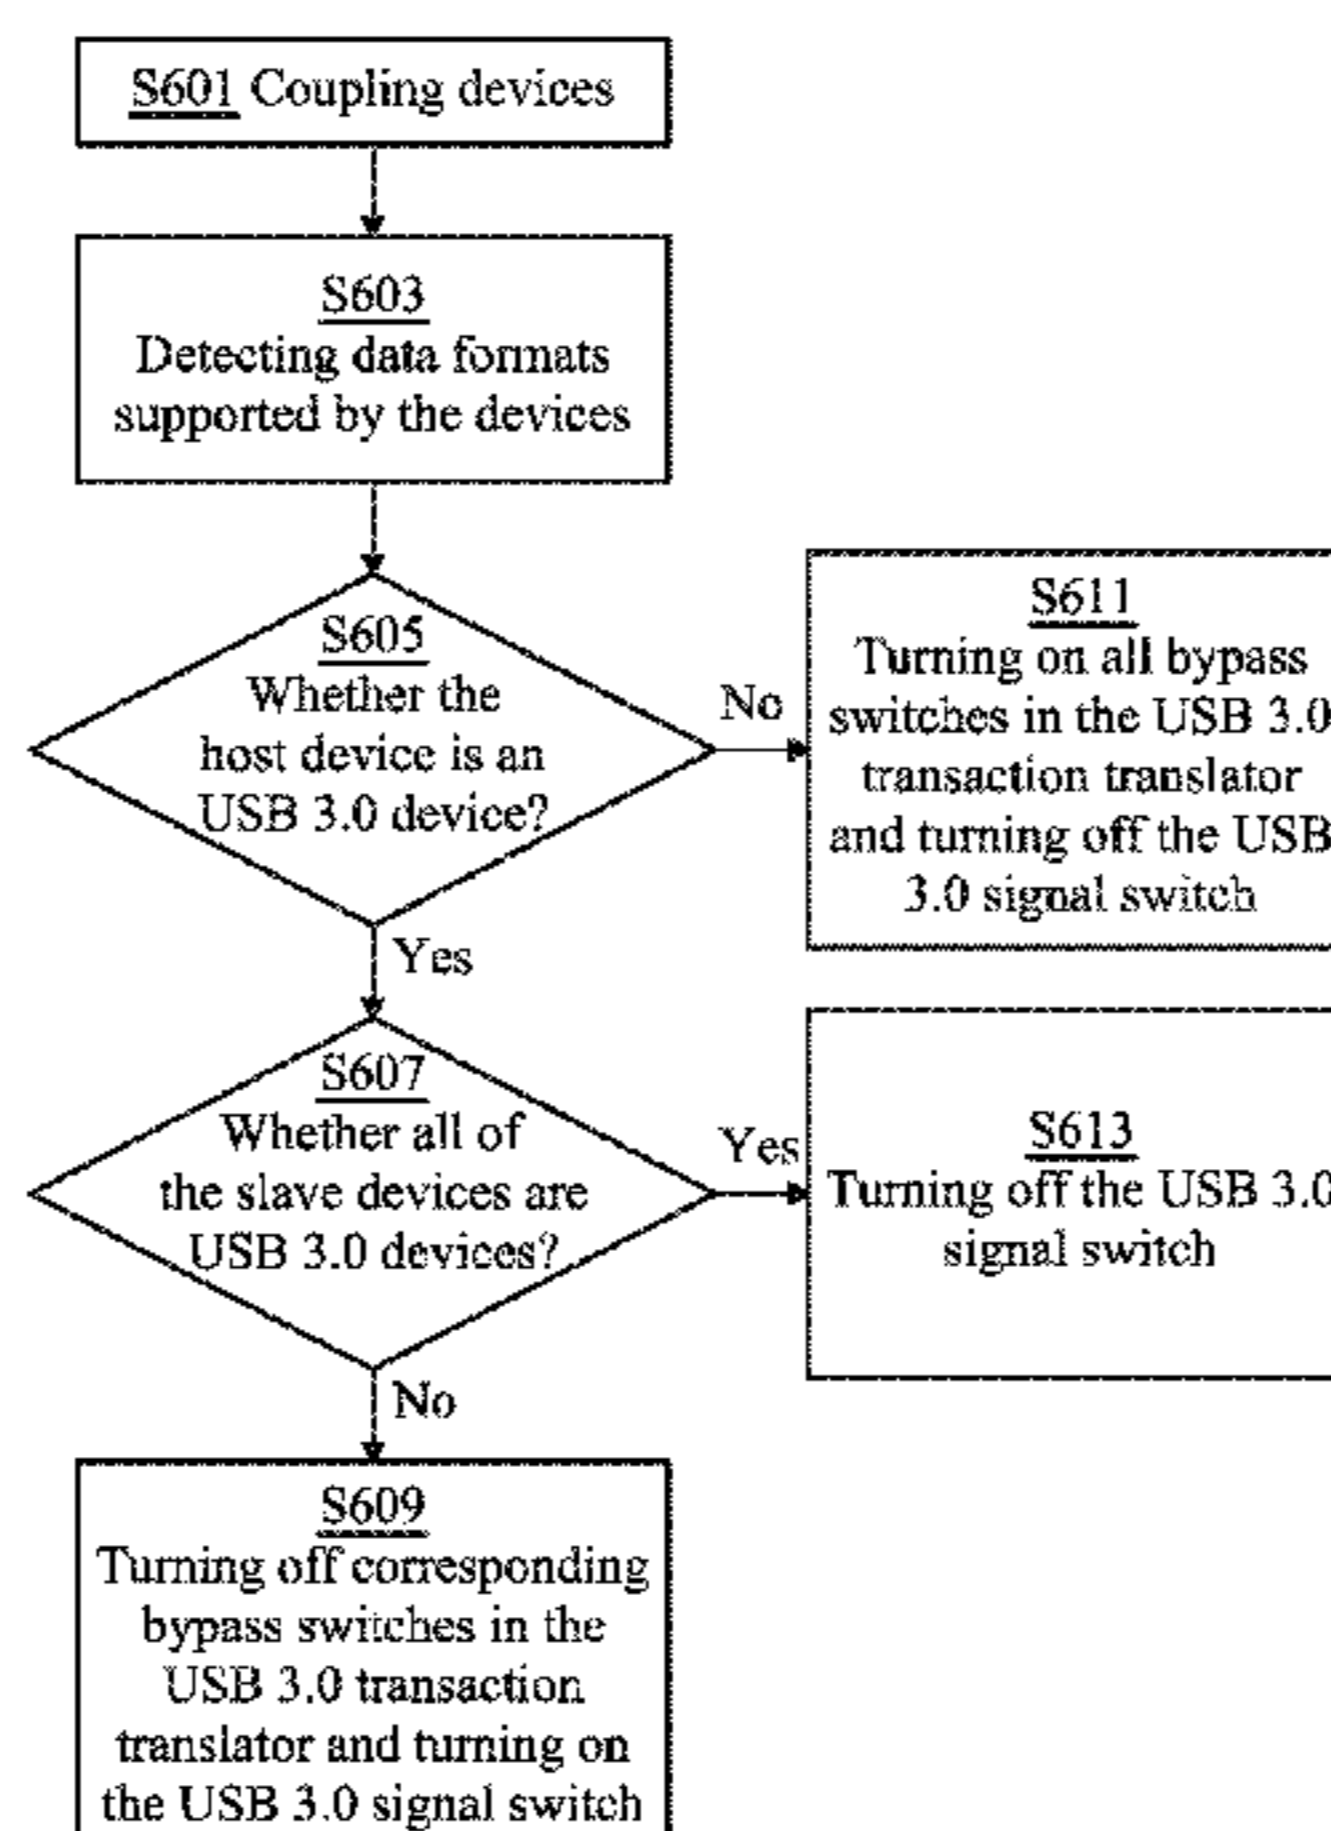 S601 Coupling devices
S603
Detecting data formats
supported by the devices
S605
Whether the
host device is an
USB 3.0 device?
No
Yes
S611
Turning on all bypass
switches in the USB 3.0
transaction translator
and turning off the USB
3.0 signal switch
S607
Whether all of
the slave devices are
USB 3.0 devices?
Yes
No
S613
Turning off the USB 3.0
signal switch
S609
Turning off corresponding
bypass switches in the
USB 3.0 transaction
translator and turning on
the USB 3.0 signal switch